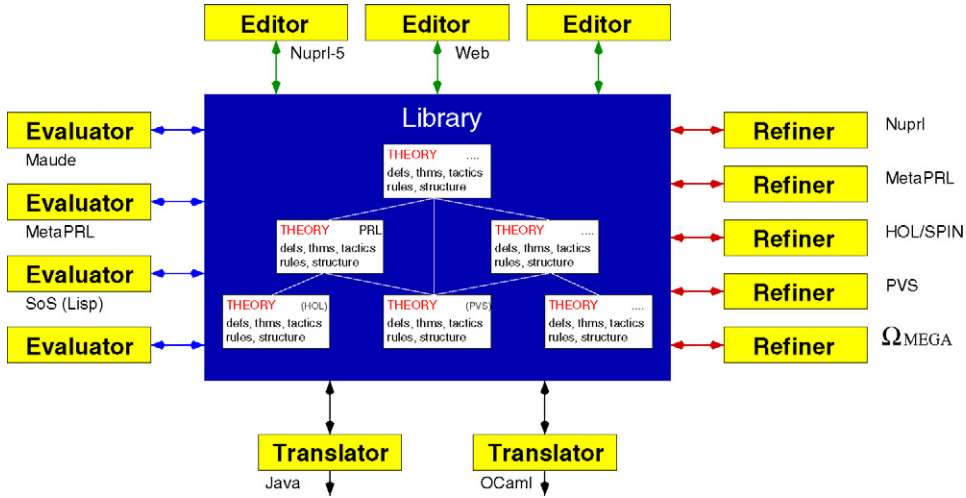 Editor
Editor
Editor
Nuprl-5
Web
Library
Evaluator
Maude
Evaluator
MetaPRL
Evaluator
SoS (Lisp)
Evaluator
THEORY ....
defs, thms, tactics
rules, structure
THEORY PRL
defs, thms, tactics
rules, structure
THEORY ....
defs, thms, tactics
rules, structure
THEORY (HOL)
defs, thms, tactics
rules, structure
THEORY (PVS)
defs, thms, tactics
rules, structure
THEORY ....
defs, thms, tactics
rules, structure
Refiner
Nuprl
Refiner
MetaPRL
Refiner
HOL/SPIN
Refiner
PVS
Refiner
ΩMEGA
Translator
Java
Translator
OCaml